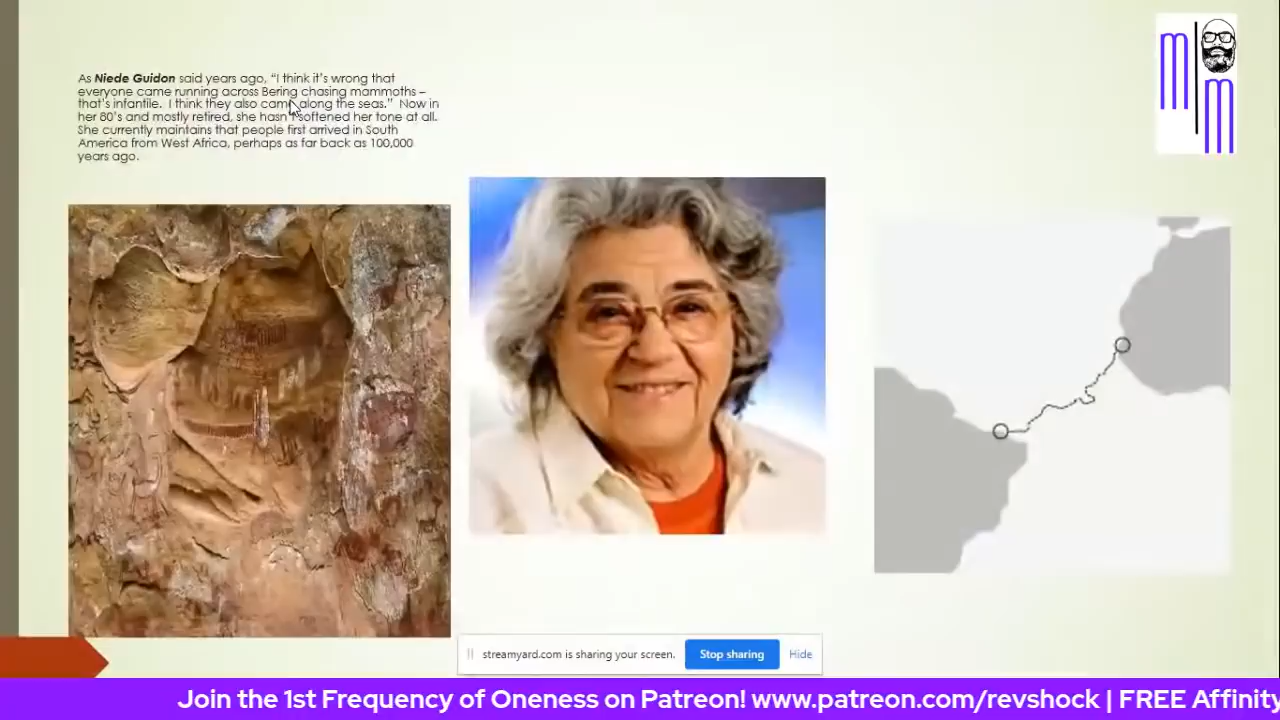 As Niede Guidon said years ago, “I think it’s wrong that
everyone came running across Bering chasing mammoths –
that’s infantile. I think they also came along the seas.” Now in
her 80’s and mostly retired, she hasn’t softened her tone at all.
She currently maintains that people first arrived in South
America from West Africa, perhaps as far back as 100,000
years ago.
m
m
streamyard.com is sharing your screen.
Stop sharing
Hide
Join the 1st Frequency of Oneness on Patreon! www.patreon.com/revshock | FREE Affinity